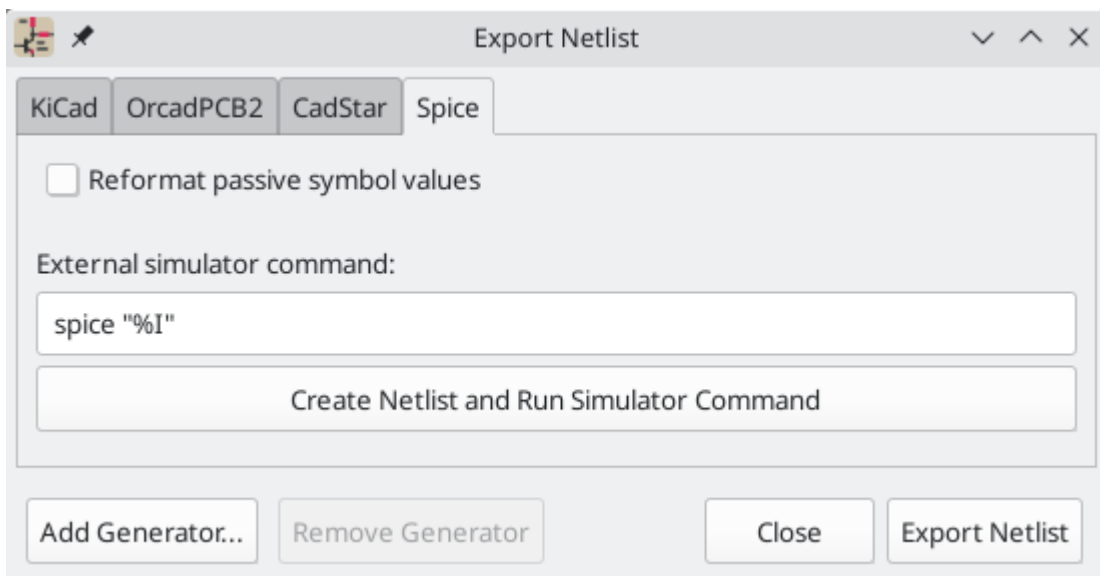 Export Netlist
KiCad OrcadPCB2 CadStar Spice
Reformat passive symbol values
External simulator command:
spice "%I"
Create Netlist and Run Simulator Command
Add Generator... Remove Generator Close Export Netlist